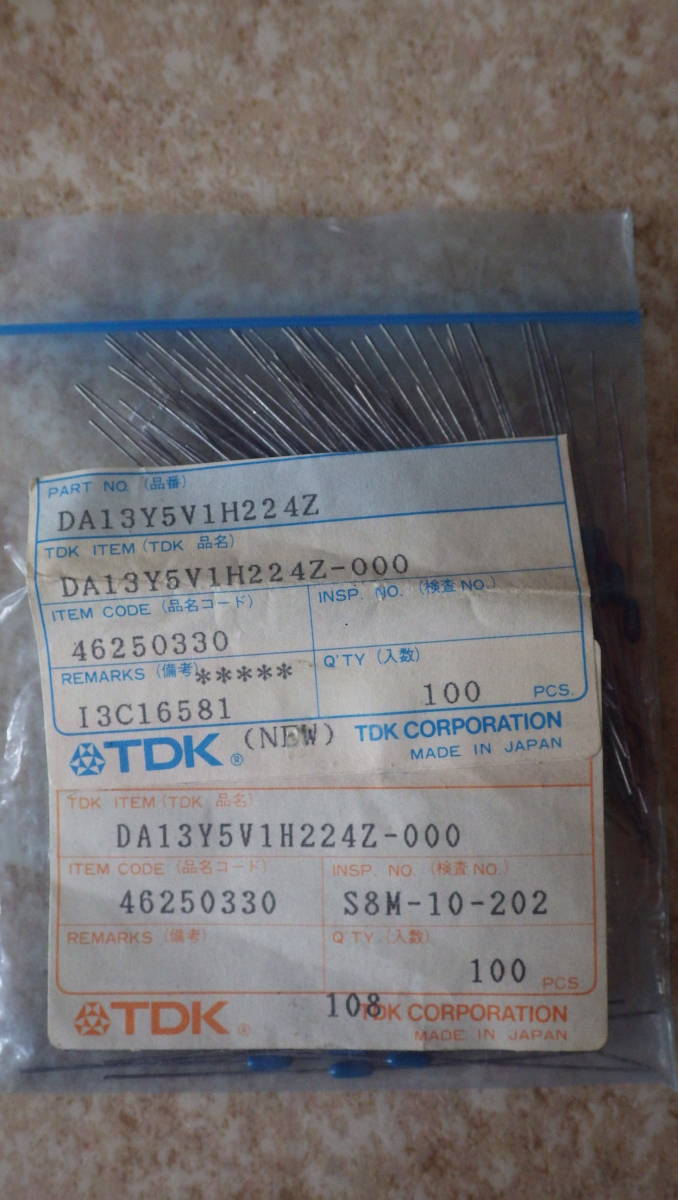 PART NO. (品番)
DA13Y5V1H224Z
TDK ITEM (TDK 品名)
DA13Y5V1H224Z-000
ITEM CODE (品名コード)
INSP. NO. (検査NO.)
46250330
REMARKS (備考) *****
Q'TY (入数)
I3C16581
100 PCS.
TDK ® (NEW) TDK CORPORATION
MADE IN JAPAN
TDK ITEM (TDK 品名)
DA13Y5V1H224Z-000
ITEM CODE (品名コード)
INSP. NO. (検査NO.)
46250330
S8M-10-202
REMARKS (備考)
Q'TY (入数)
100 PCS
108
TDK ® TDK CORPORATION
MADE IN JAPAN